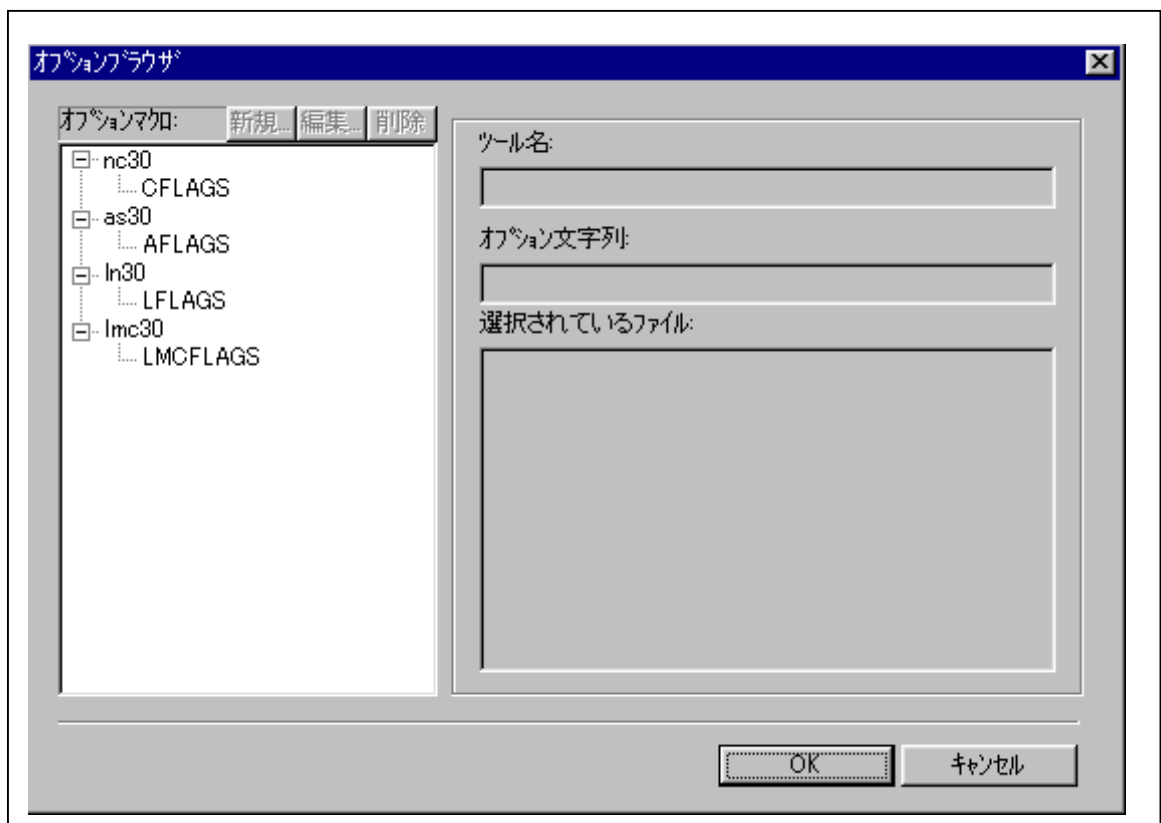 オプションブラウザ
オプションマクロ: 新規... 編集... 削除
nc30
CFLAGS
as30
AFLAGS
ln30
LFLAGS
lmc30
LMCFLAGS
ツール名:
オプション文字列:
選択されているファイル:
OK キャンセル